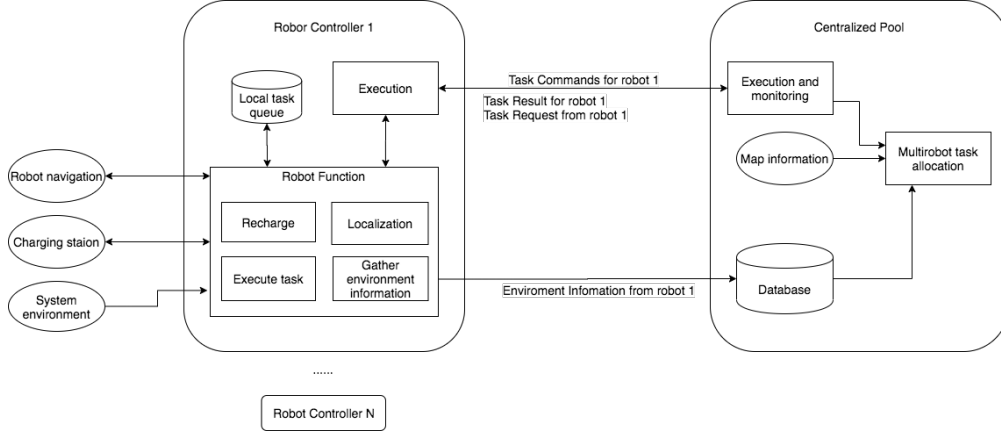 Robor Controller 1
Centralized Pool
Local task
queue
Execution
Task Commands for robot 1
Task Result for robot 1
Task Request from robot 1
Execution and
monitoring
Map information
Multirobot task
allocation
Robot navigation
Robot Function
Recharge
Localization
Charging staion
Execute task
Gather
environment
information
Enviroment Infomation from robot 1
Database
System
environment
......
Robot Controller N